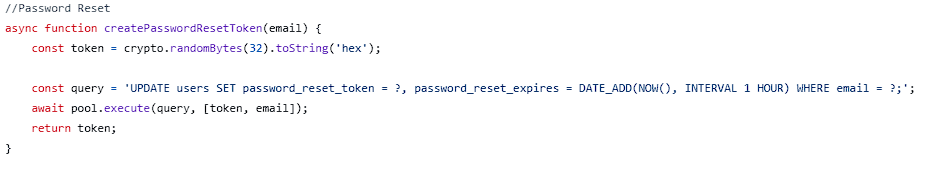 //Password Reset
async function createPasswordResetToken(email) {
    const token = crypto.randomBytes(32).toString('hex');
    const query = 'UPDATE users SET password_reset_token = ?, password_reset_expires = DATE_ADD(NOW(), INTERVAL 1 HOUR) WHERE email = ?;';
    await pool.execute(query, [token, email]);
    return token;
}